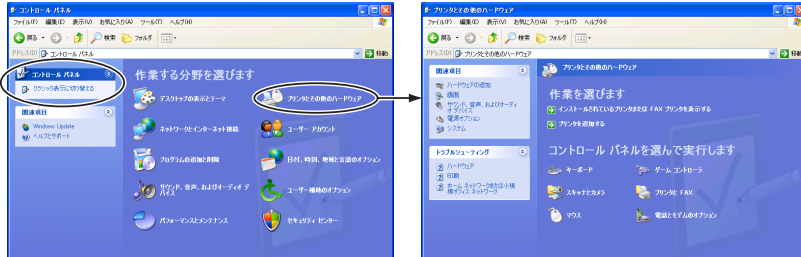 コントロール パネル
ファイル(F) 編集(E) 表示(V) お気に入り(A) ツール(T) ヘルプ(H)
戻る 検索 フォルダ
アドレス(D) コントロール パネル 移動
コントロール パネル
クラシック表示に切り替える
関連項目
Windows Update
ヘルプとサポート
作業する分野を選びます
デスクトップの表示とテーマ
プリンタとその他のハードウェア
ネットワークとインターネット接続
ユーザー アカウント
プログラムの追加と削除
日付、時刻、地域と言語のオプション
サウンド、音声、およびオーディオ デバイス
ユーザー補助のオプション
パフォーマンスとメンテナンス
セキュリティ センター
プリンタとその他のハードウェア
ファイル(F) 編集(E) 表示(V) お気に入り(A) ツール(T) ヘルプ(H)
戻る 検索 フォルダ
アドレス(D) プリンタとその他のハードウェア 移動
関連項目
ハードウェアの追加
画面
サウンド、音声、およびオーディ
オ デバイス
電源オプション
システム
トラブルシューティング
ハードウェア
印刷
ホーム ネットワークまたは小規
模オフィス ネットワーク
プリンタとその他のハードウェア
作業を選びます
インストールされているプリンタまたは FAX プリンタを表示する
プリンタを追加する
コントロール パネルを選んで実行します
キーボード
ゲーム コントローラ
スキャナとカメラ
プリンタと FAX
マウス
電話とモデムのオプション